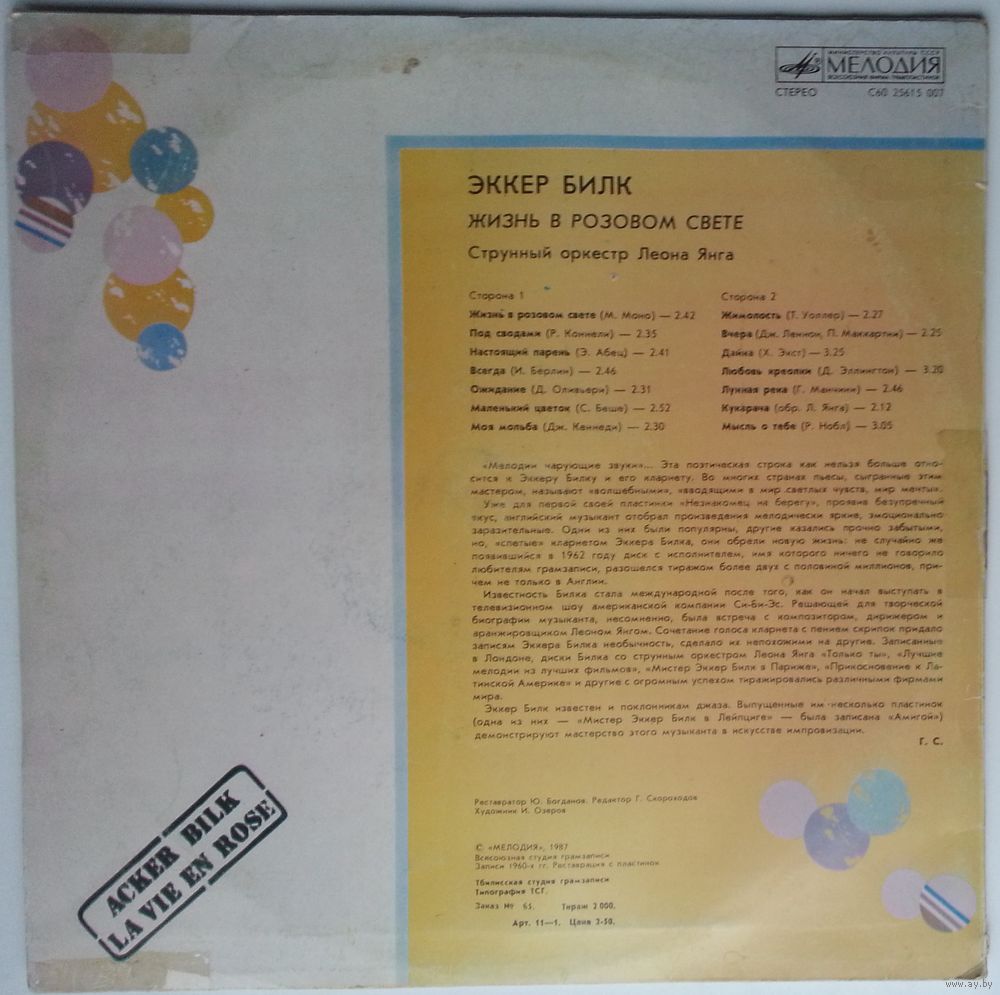 МИНИСТЕРСТВО КУЛЬТУРЫ СССР
МЕЛОДИЯ
ВСЕСОЮЗНАЯ ФИРМА ГРАМПЛАСТИНОК
СТЕРЕО С60 25615 007
ЭККЕР БИЛК
ЖИЗНЬ В РОЗОВОМ СВЕТЕ
Струнный оркестр Леона Янга
Сторона 1
Жизнь в розовом свете (М. Моно) — 2.42
Под сводами (Р. Коннели) — 2.35
Настоящий парень (Э. Абец) — 2.41
Всегда (И. Берлин) — 2.46
Ожидание (Д. Оливьери) — 2.31
Маленький цветок (С. Беше) — 2.52
Моя мольба (Дж. Кеннеди) — 2.30
Сторона 2
Жимолость (Т. Уоллер) — 2.27
Вчера (Дж. Леннон, П. Маккартни) — 2.25
Дайна (Х. Экст) — 3.25
Любовь креолки (Д. Эллингтон) — 3.20
Лунная река (Г. Манчини) — 2.46
Кукарача (обр. Л. Янга) — 2.12
Мысль о тебе (Р. Нобл) — 3.05
«Мелодии чарующие звуки»... Эта поэтическая строка как нельзя больше отно-
сится к Эккеру Билку и его кларнету. Во многих странах пьесы, сыгранные этим
мастером, называют «волшебными», «вводящими в мир светлых чувств, мир мечты».
Уже для первой своей пластинки «Незнакомец на берегу», проявив безупречный
вкус, английский музыкант отобрал произведения мелодически яркие, эмоционально
заразительные. Одни из них были популярны, другие казались прочно забытыми,
но, «спетые» кларнетом Эккера Билка, они обрели новую жизнь: не случайно же
появившийся в 1962 году диск с исполнителем, имя которого ничего не говорило
любителям грамзаписи, разошелся тиражом более двух с половиной миллионов, при-
чем не только в Англии.
Известность Билка стала международной после того, как он начал выступать в
телевизионном шоу американской компании Си-Би-Эс. Решающей для творческой
биографии музыканта, несомненно, была встреча с композитором, дирижером и
аранжировщиком Леоном Янгом. Сочетание голоса кларнета с пением скрипок придало
записям Эккера Билка необычность, сделало их непохожими на другие. Записанные
в Лондоне, диски Билка со струнным оркестром Леона Янга «Только ты», «Лучшие
мелодии из лучших фильмов», «Мистер Эккер Билк в Париже», «Прикосновение к Ла-
тинской Америке» и другие с огромным успехом тиражировались различными фирмами
мира.
Эккер Билк известен и поклонникам джаза. Выпущенные им несколько пластинок
(одна из них — «Мистер Эккер Билк в Лейпциге» — была записана «Амигой»)
демонстрируют мастерство этого музыканта в искусстве импровизации.
Г. С.
Реставратор Ю. Богданов. Редактор Г. Скороходов
Художник И. Озеров
© «МЕЛОДИЯ», 1987
Всесоюзная студия грамзаписи
Записи 1960-х гг. Реставрация с пластинок
Тбилисская студия грамзаписи
Типография ТСГ.
Заказ № 65. Тираж 2 000.
Арт. 11—1. Цена 2-50.
ACKER BILK
LA VIE EN ROSE
www.ay.by